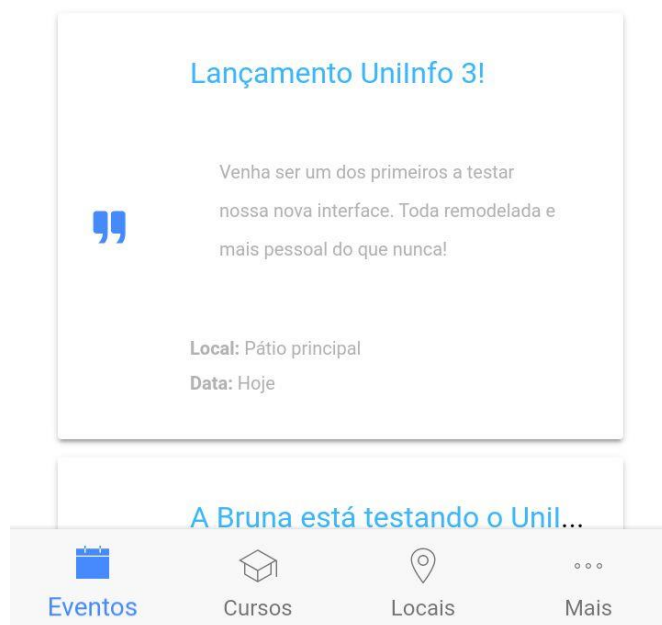 Lançamento UniInfo 3!
Venha ser um dos primeiros a testar
nossa nova interface. Toda remodelada e
mais pessoal do que nunca!
Local: Pátio principal
Data: Hoje
A Bruna está testando o UniI...
Eventos
Cursos
Locais
Mais